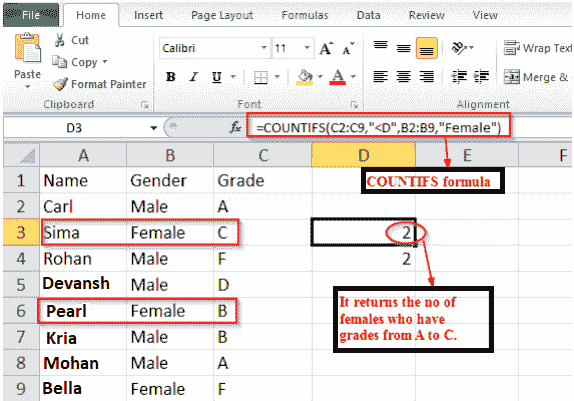 File Home Insert Page Layout Formulas Data Review View
Cut
Copy
Format Painter
Paste
Calibri 11 A A
B I U A
Wrap Text
Merge &
Clipboard Font Alignment
D3 fx =COUNTIFS(C2:C9,"<D",B2:B9,"Female")
A B C D E F
1 Name Gender Grade
COUNTIFS formula
2 Carl Male A
3 Sima Female C 2
4 Rohan Male F 2
5 Devansh Male D
6 Pearl Female B
7 Kria Male B
8 Mohan Male A
9 Bella Female F
It returns the no of
females who have
grades from A to C.